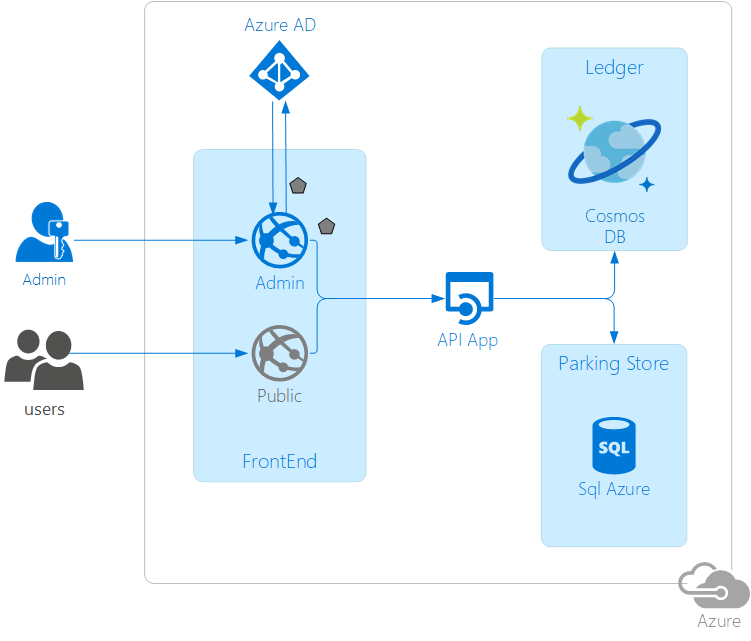 Azure AD
Ledger
Cosmos
DB
Admin
Admin
API App
Public
users
FrontEnd
Parking Store
SQL
Sql Azure
Azure